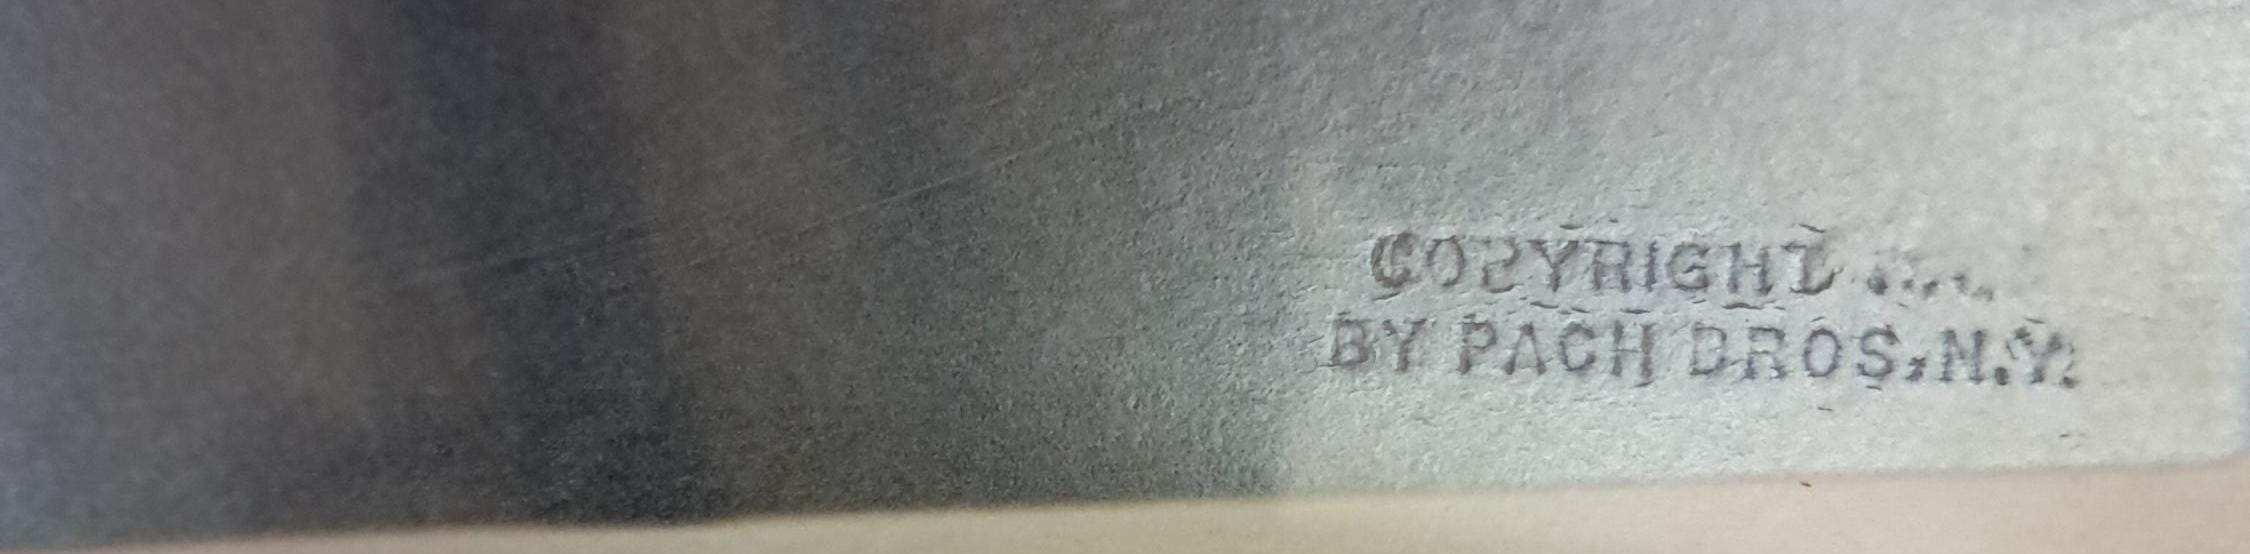 COPYRIGHT
BY PACH BROS., N.Y.